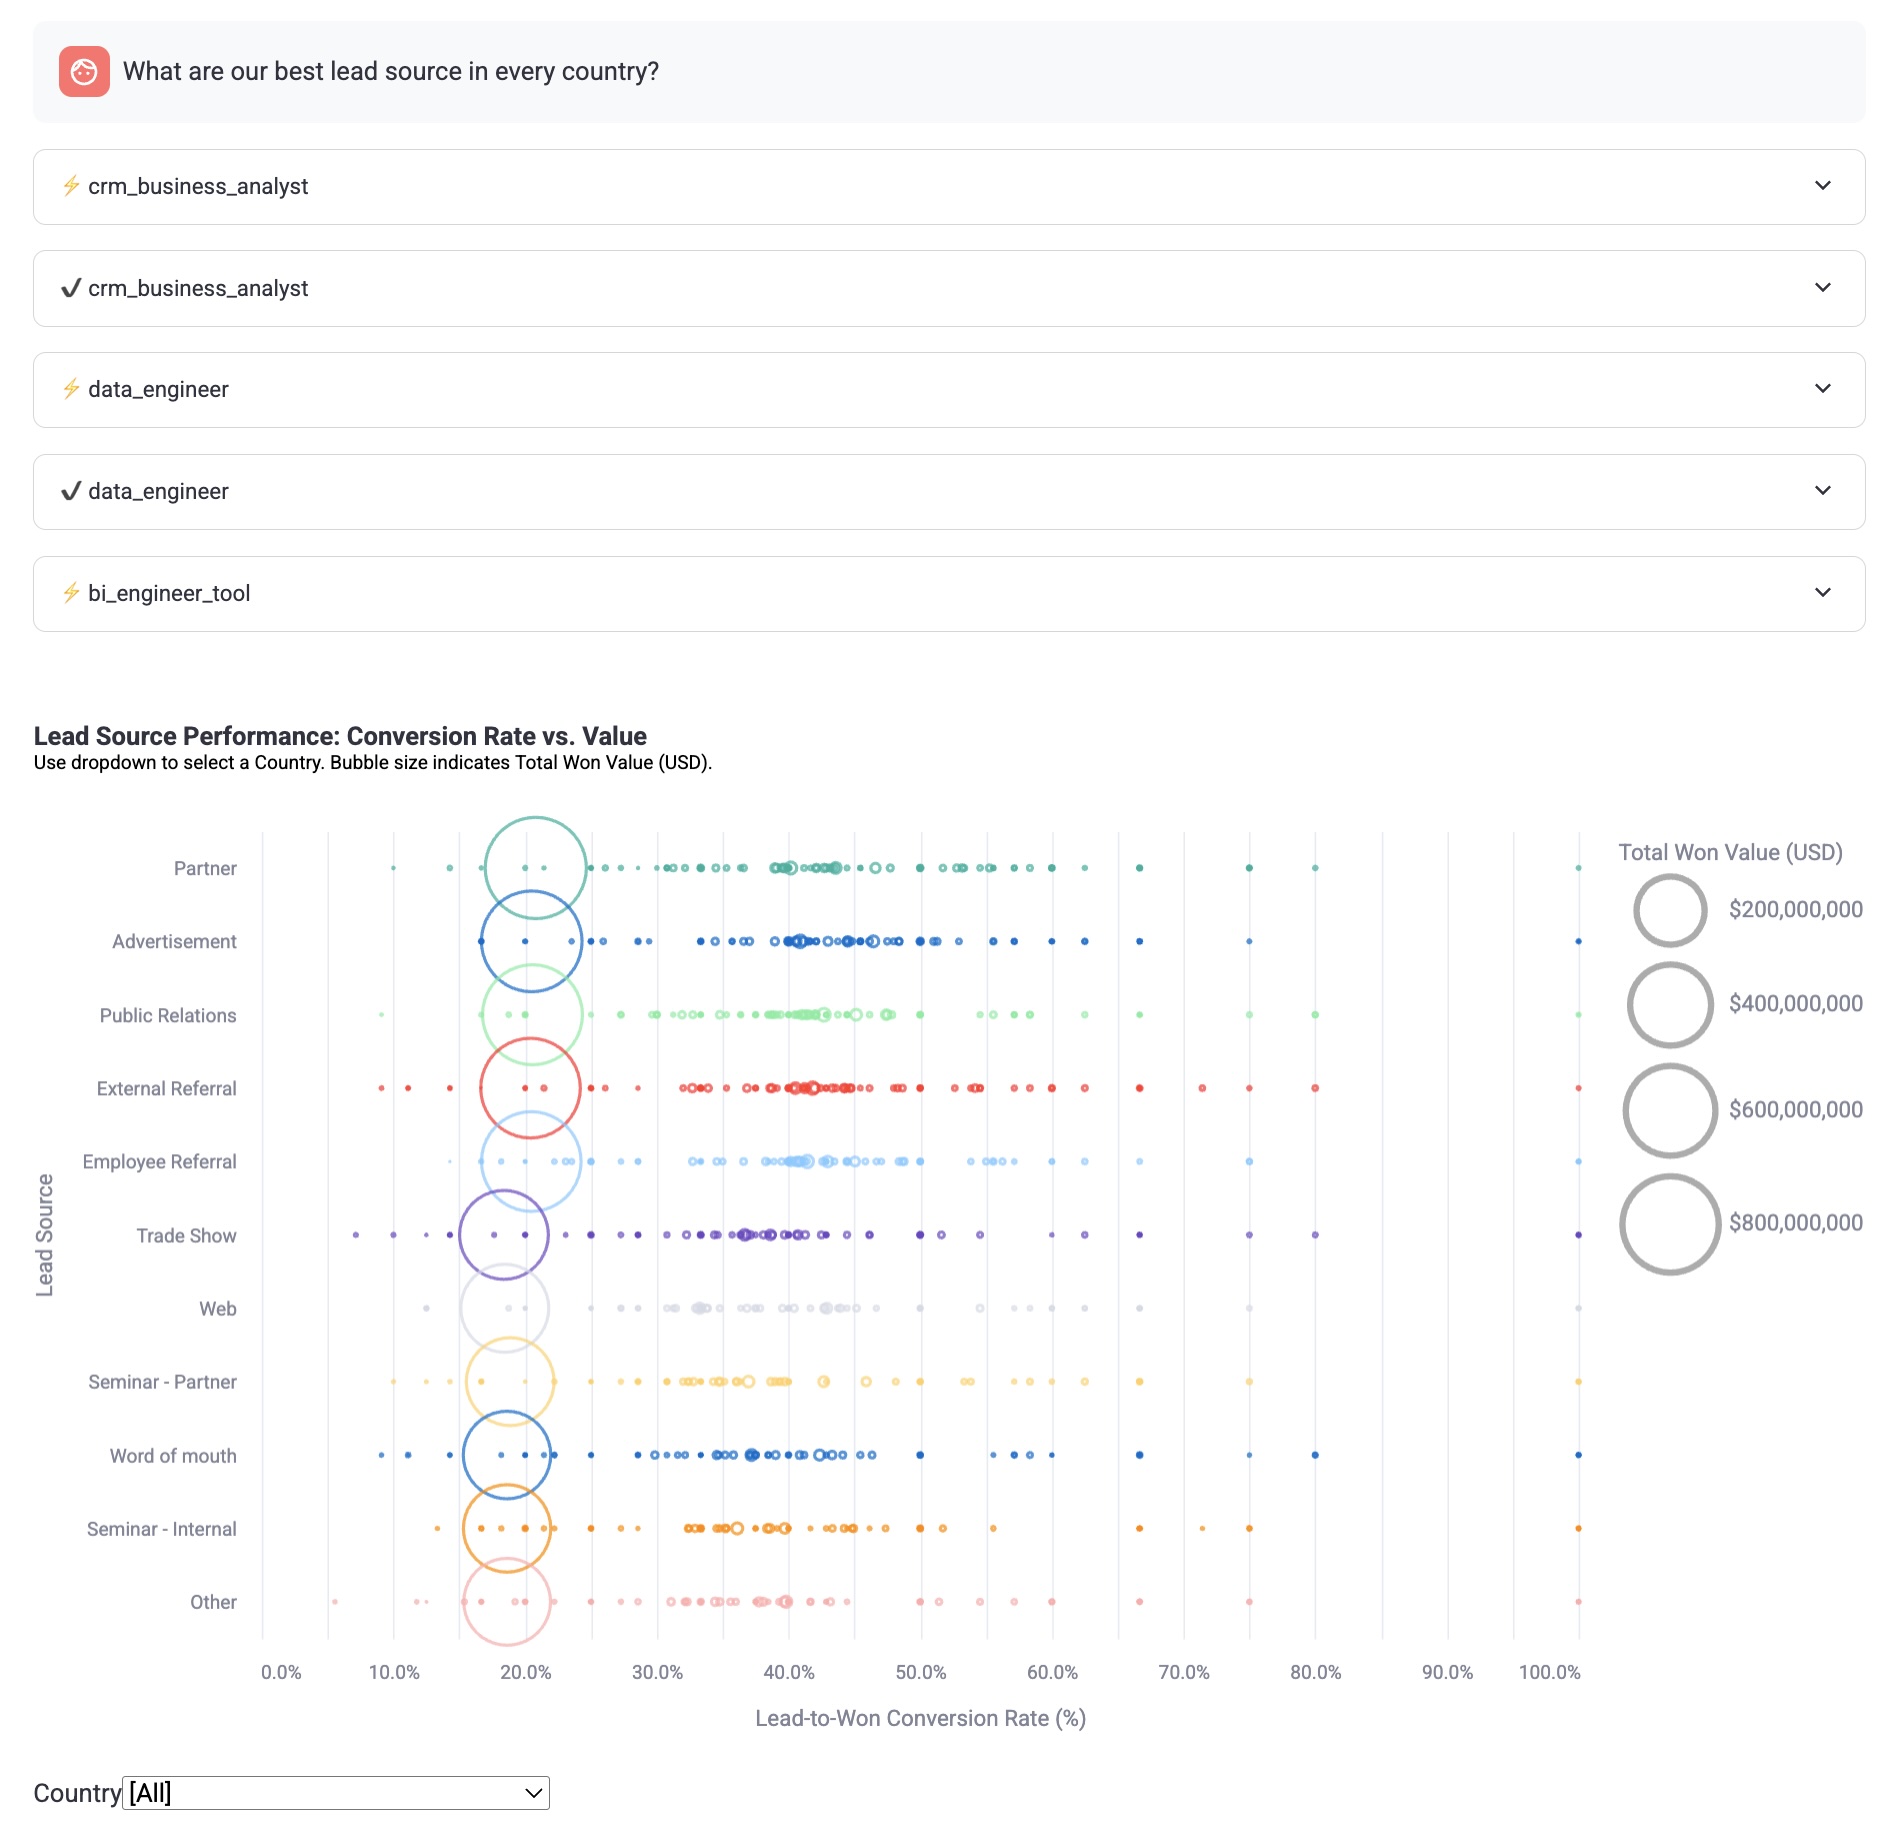 What are our best lead source in every country?
⚡ crm_business_analyst
✔ crm_business_analyst
⚡ data_engineer
✔ data_engineer
⚡ bi_engineer_tool
Lead Source Performance: Conversion Rate vs. Value
Use dropdown to select a Country. Bubble size indicates Total Won Value (USD).
Total Won Value (USD)
$200,000,000
$400,000,000
$600,000,000
$800,000,000
Lead Source
Partner
Advertisement
Public Relations
External Referral
Employee Referral
Trade Show
Web
Seminar - Partner
Word of mouth
Seminar - Internal
Other
0.0% 10.0% 20.0% 30.0% 40.0% 50.0% 60.0% 70.0% 80.0% 90.0% 100.0%
Lead-to-Won Conversion Rate (%)
Country [All]